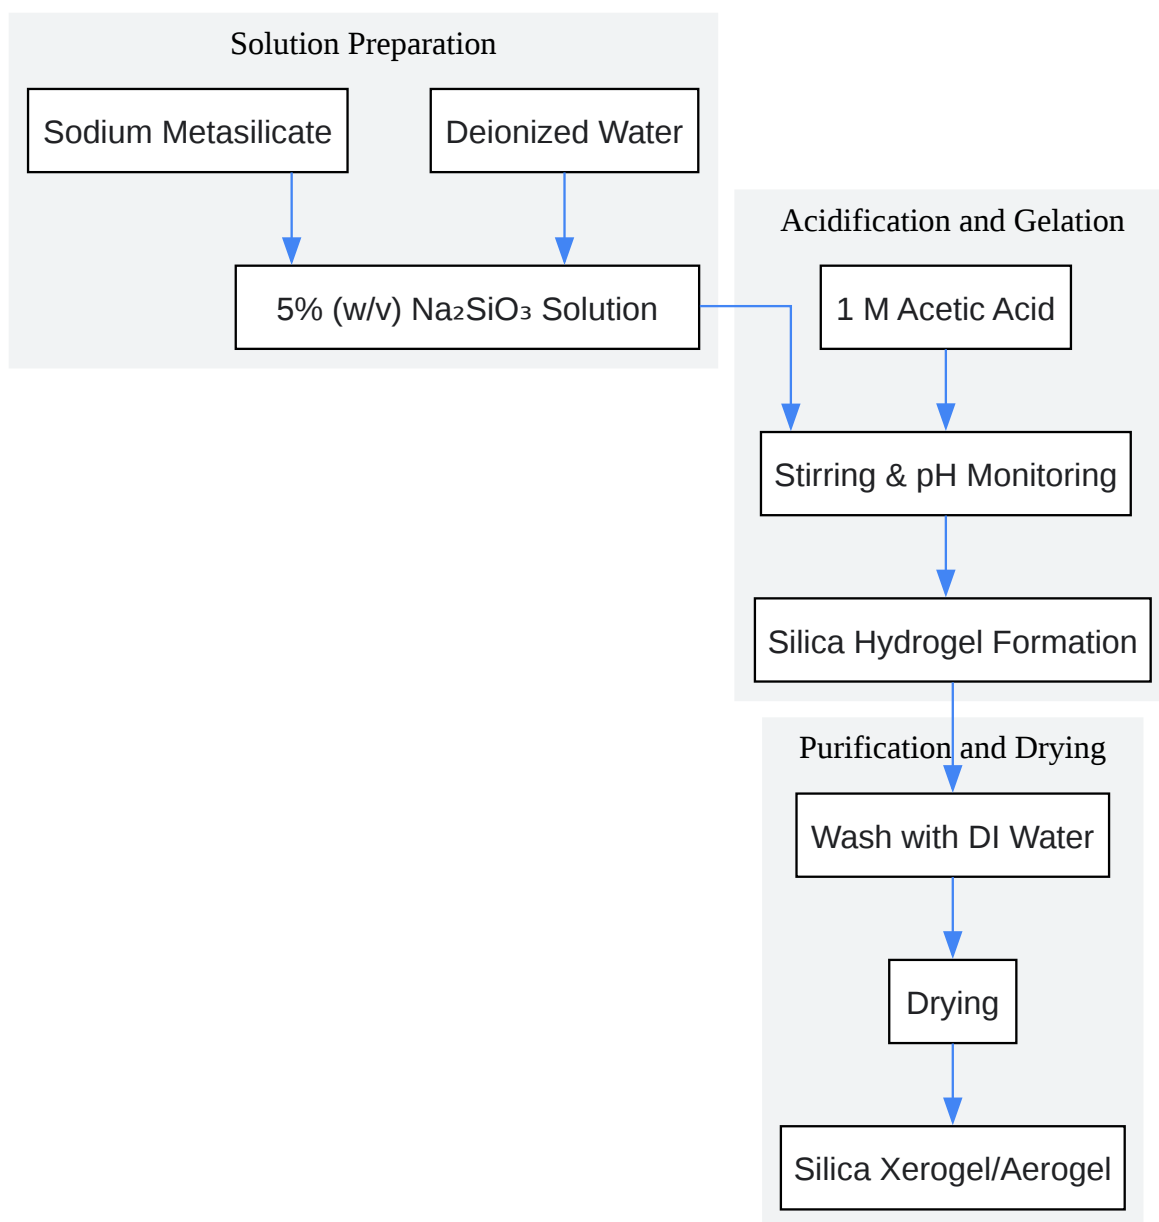 Solution Preparation
Sodium Metasilicate
Deionized Water
5% (w/v) Na₂SiO₃ Solution
Acidification and Gelation
1 M Acetic Acid
Stirring & pH Monitoring
Silica Hydrogel Formation
Purification and Drying
Wash with DI Water
Drying
Silica Xerogel/Aerogel